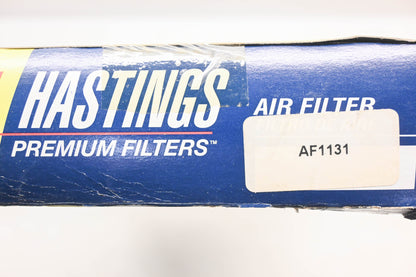 HASTINGS
PREMIUM FILTERS™
AIR FILTER
AF1131